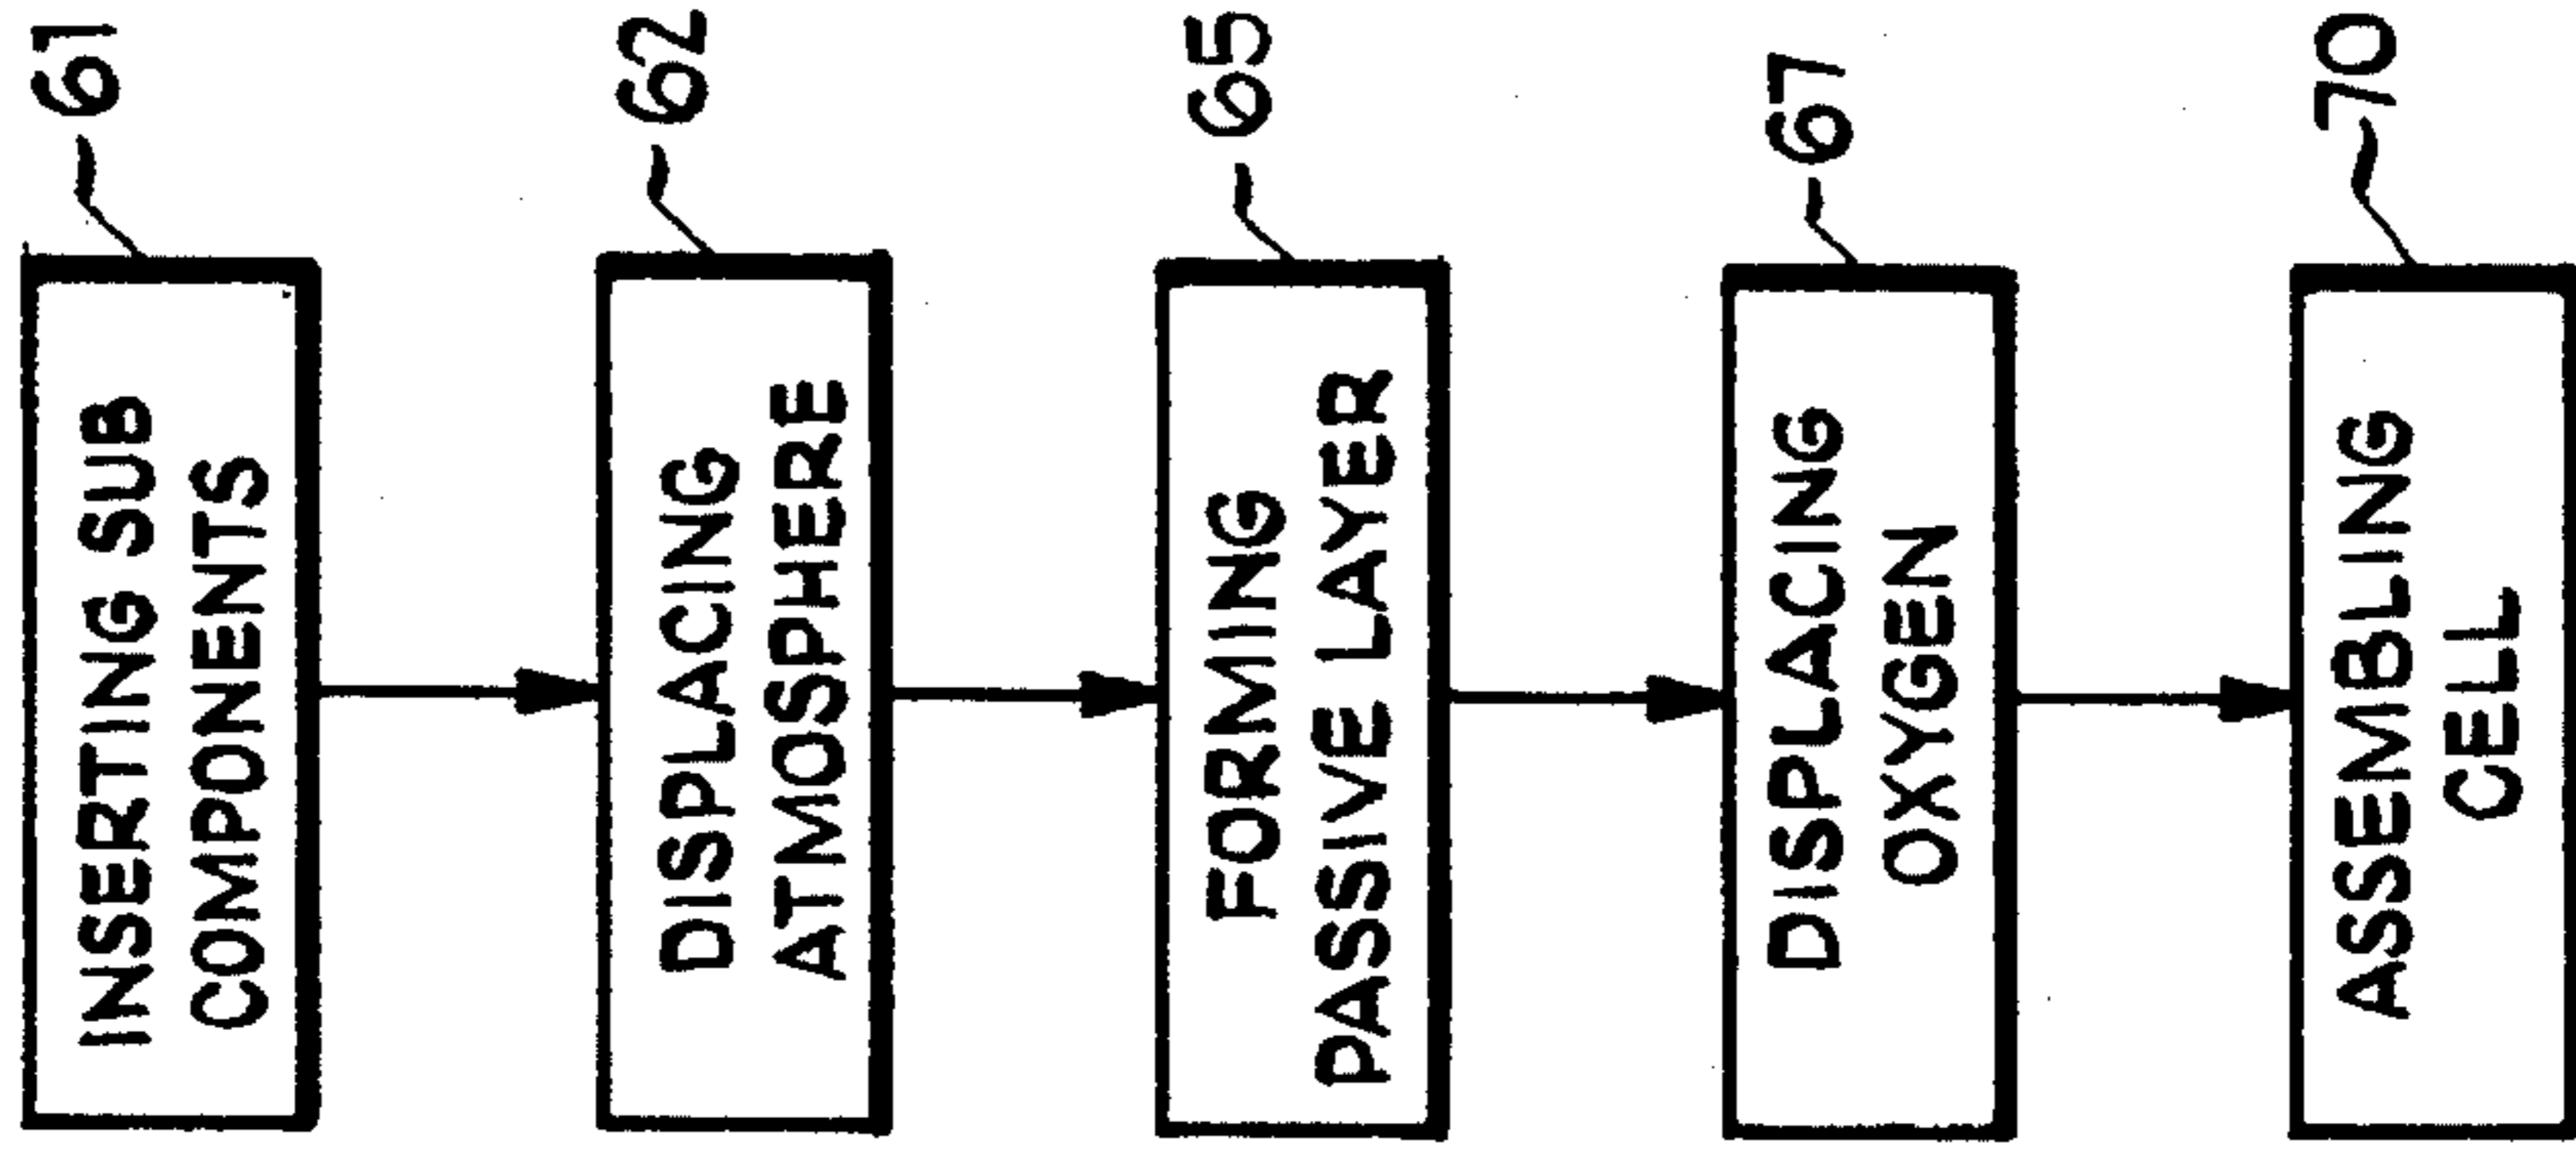 INSERTING SUB
COMPONENTS
61
DISPLACING
ATMOSPHERE
62
FORMING
PASSIVE LAYER
65
DISPLACING
OXYGEN
67
ASSEMBLING
CELL
70